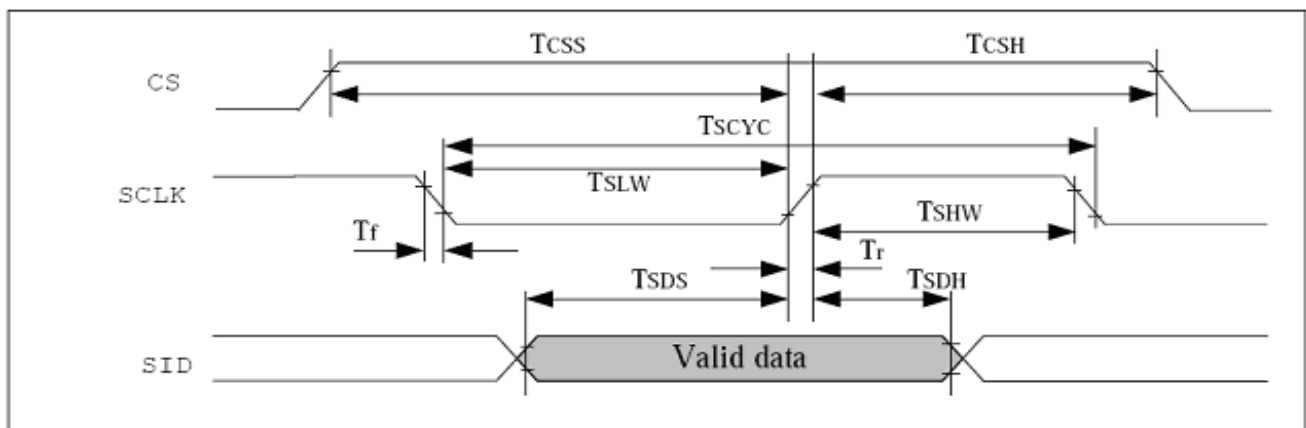 TCSS
TCSH
CS
TSCYC
TSLW
SCLK
TSHW
Tf
Tr
TSDS
TSDH
SID
Valid data